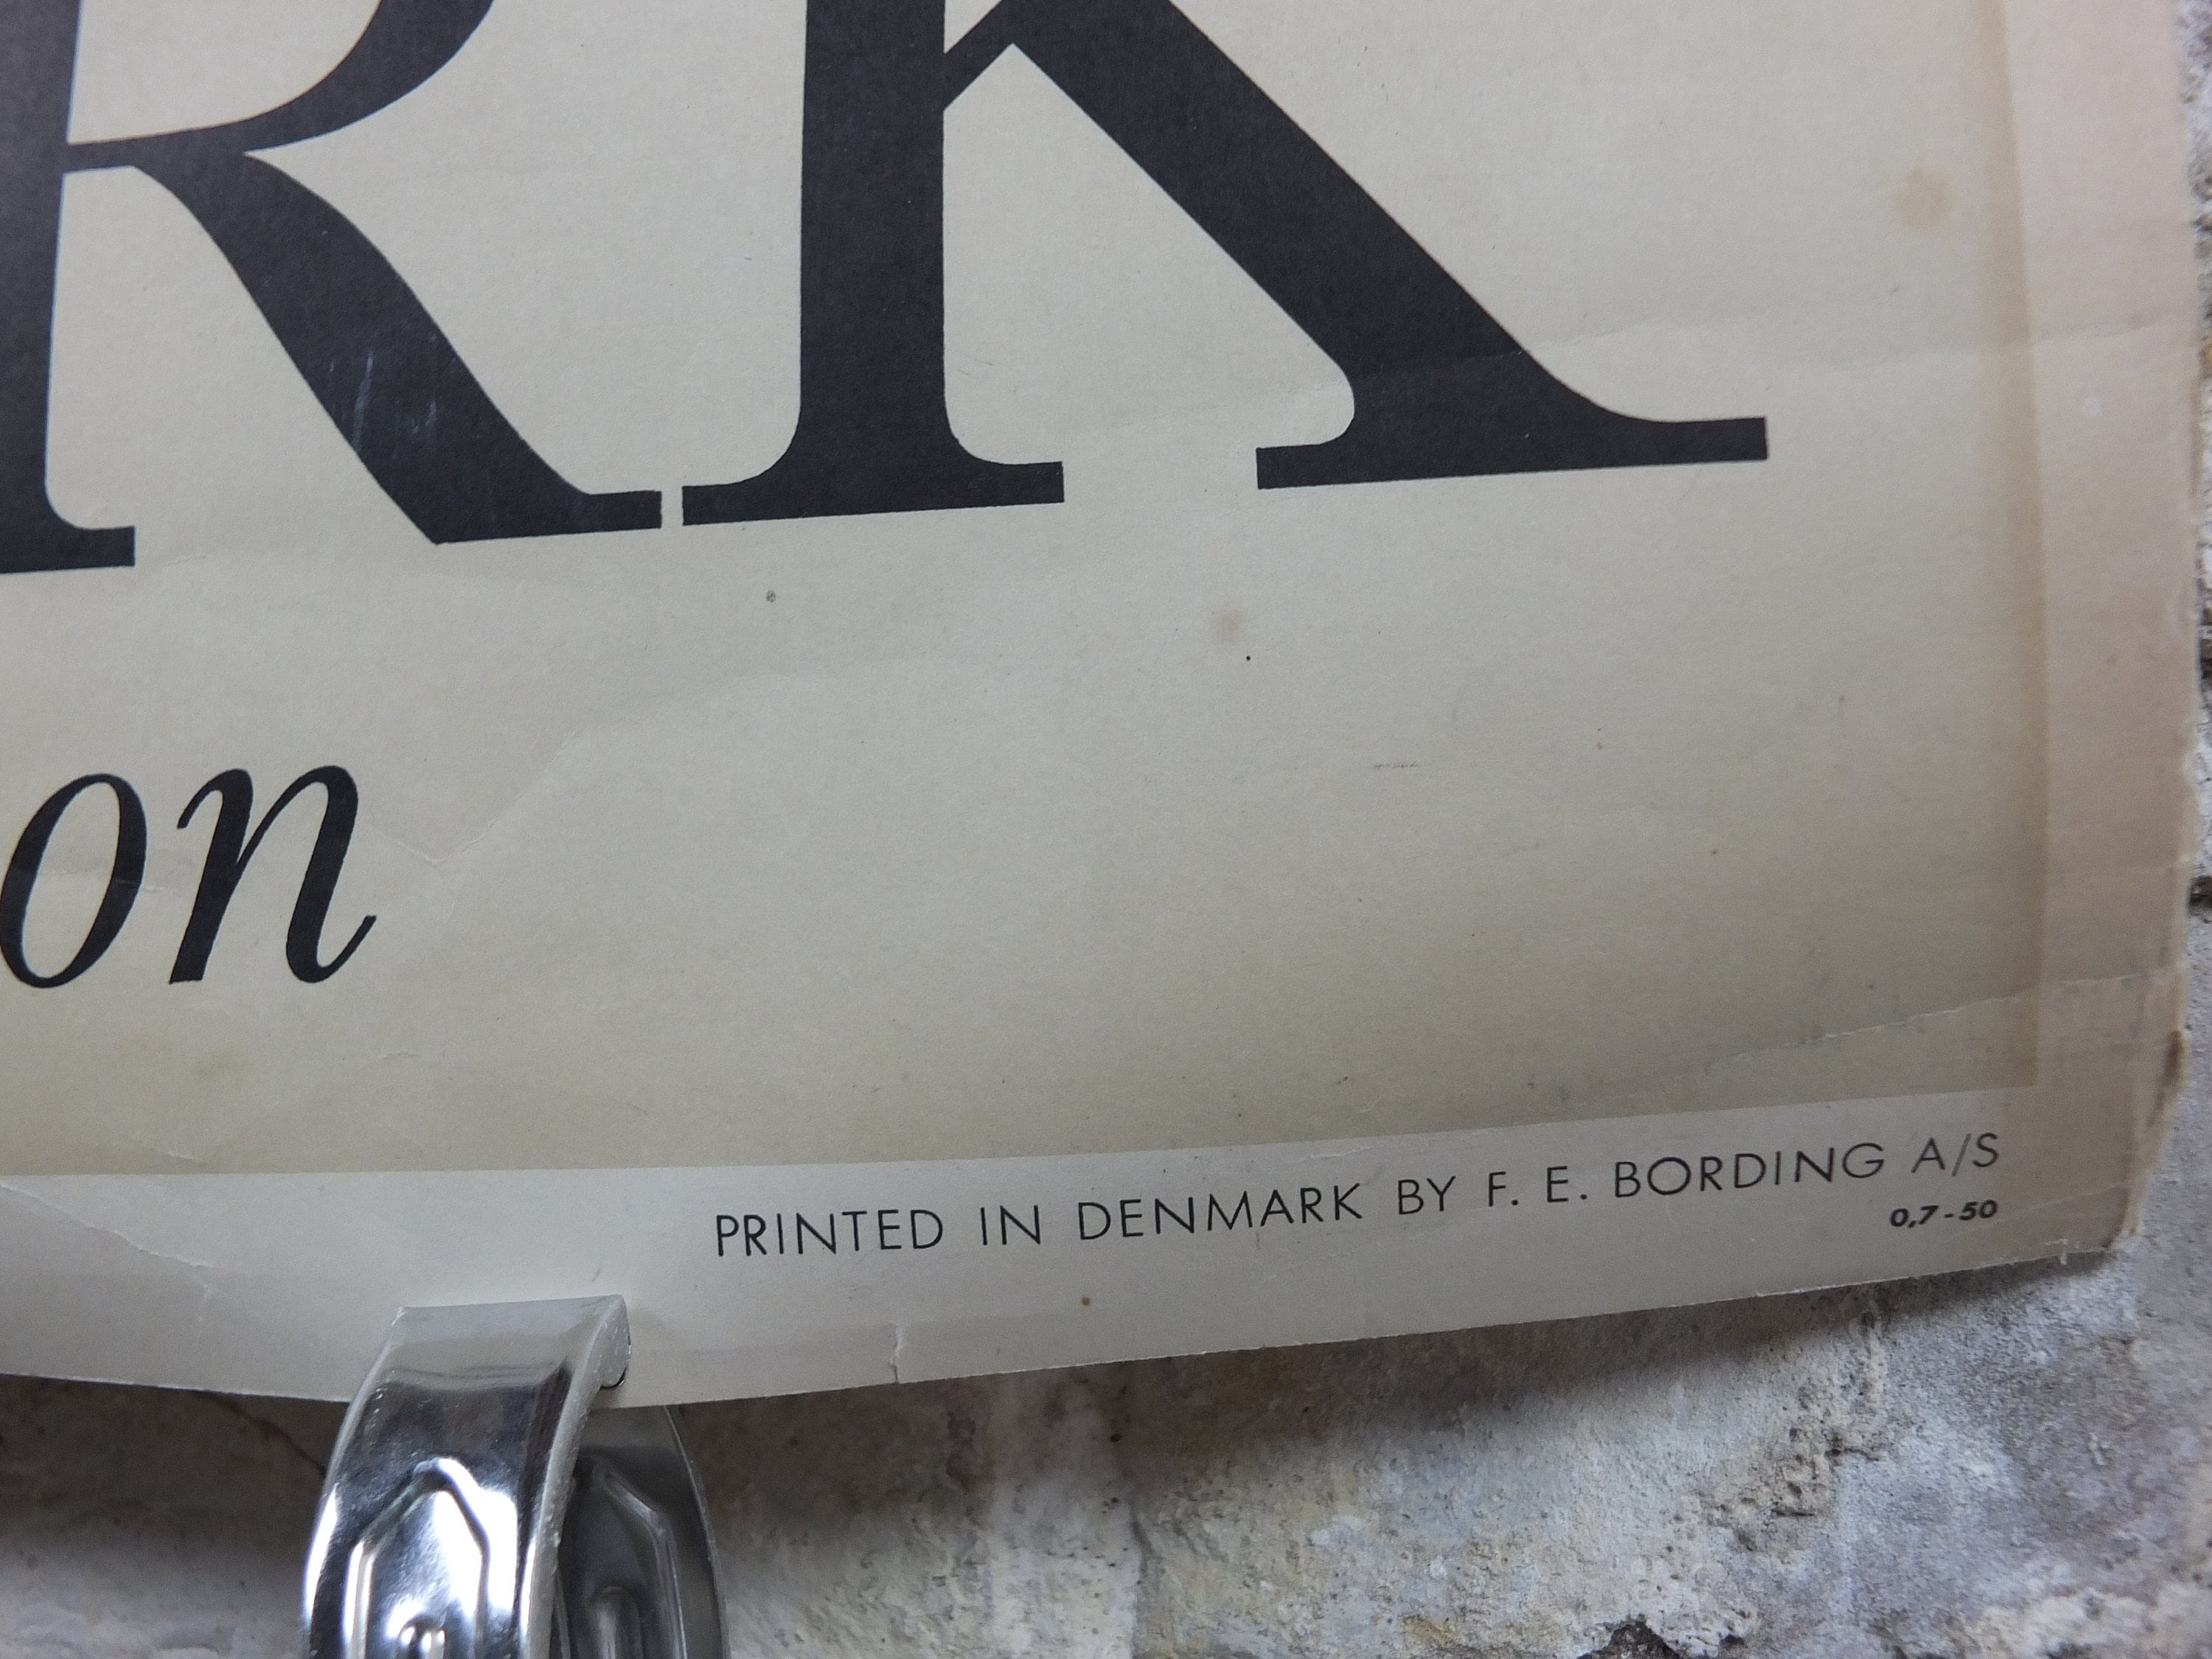 RK
on
PRINTED IN DENMARK BY F. E. BORDING A/S
0,7-50